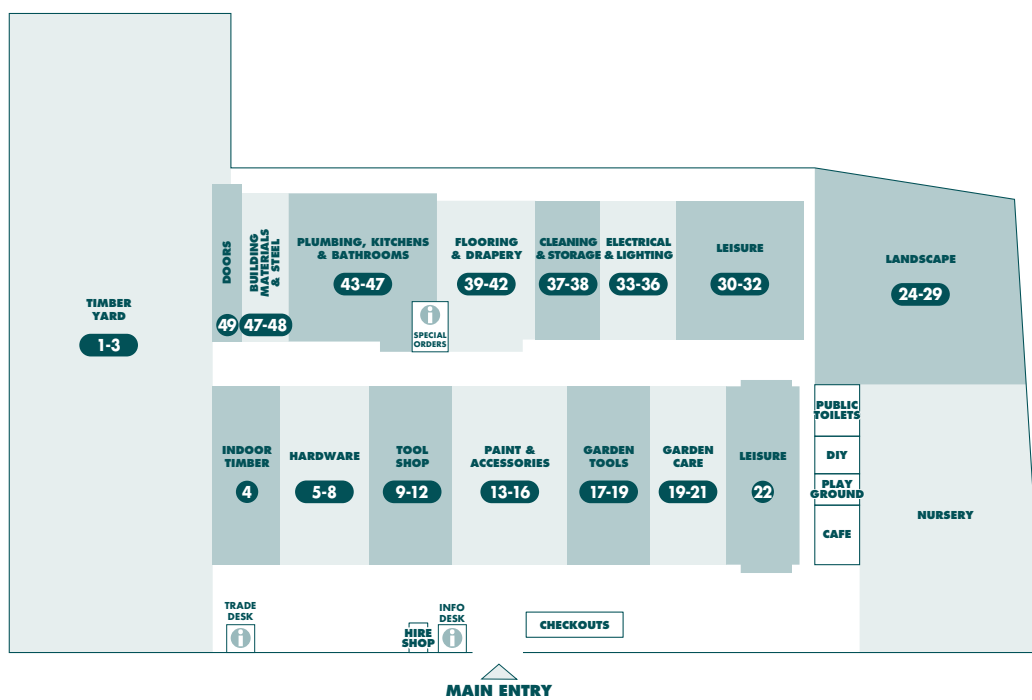 DOORS
49
BUILDING
MATERIALS
& STEEL
47-48
PLUMBING, KITCHENS
& BATHROOMS
43-47
FLOORING
& DRAPERY
39-42
CLEANING
& STORAGE
37-38
ELECTRICAL
& LIGHTING
33-36
LEISURE
30-32
LANDSCAPE
24-29
TIMBER
YARD
1-3
i
SPECIAL
ORDERS
INDOOR
TIMBER
4
HARDWARE
5-8
TOOL
SHOP
9-12
PAINT &
ACCESSORIES
13-16
GARDEN
TOOLS
17-19
GARDEN
CARE
19-21
LEISURE
22
PUBLIC
TOILETS
DIY
PLAY
GROUND
CAFE
NURSERY
TRADE
DESK
i
HIRE
SHOP
INFO
DESK
i
CHECKOUTS
MAIN ENTRY